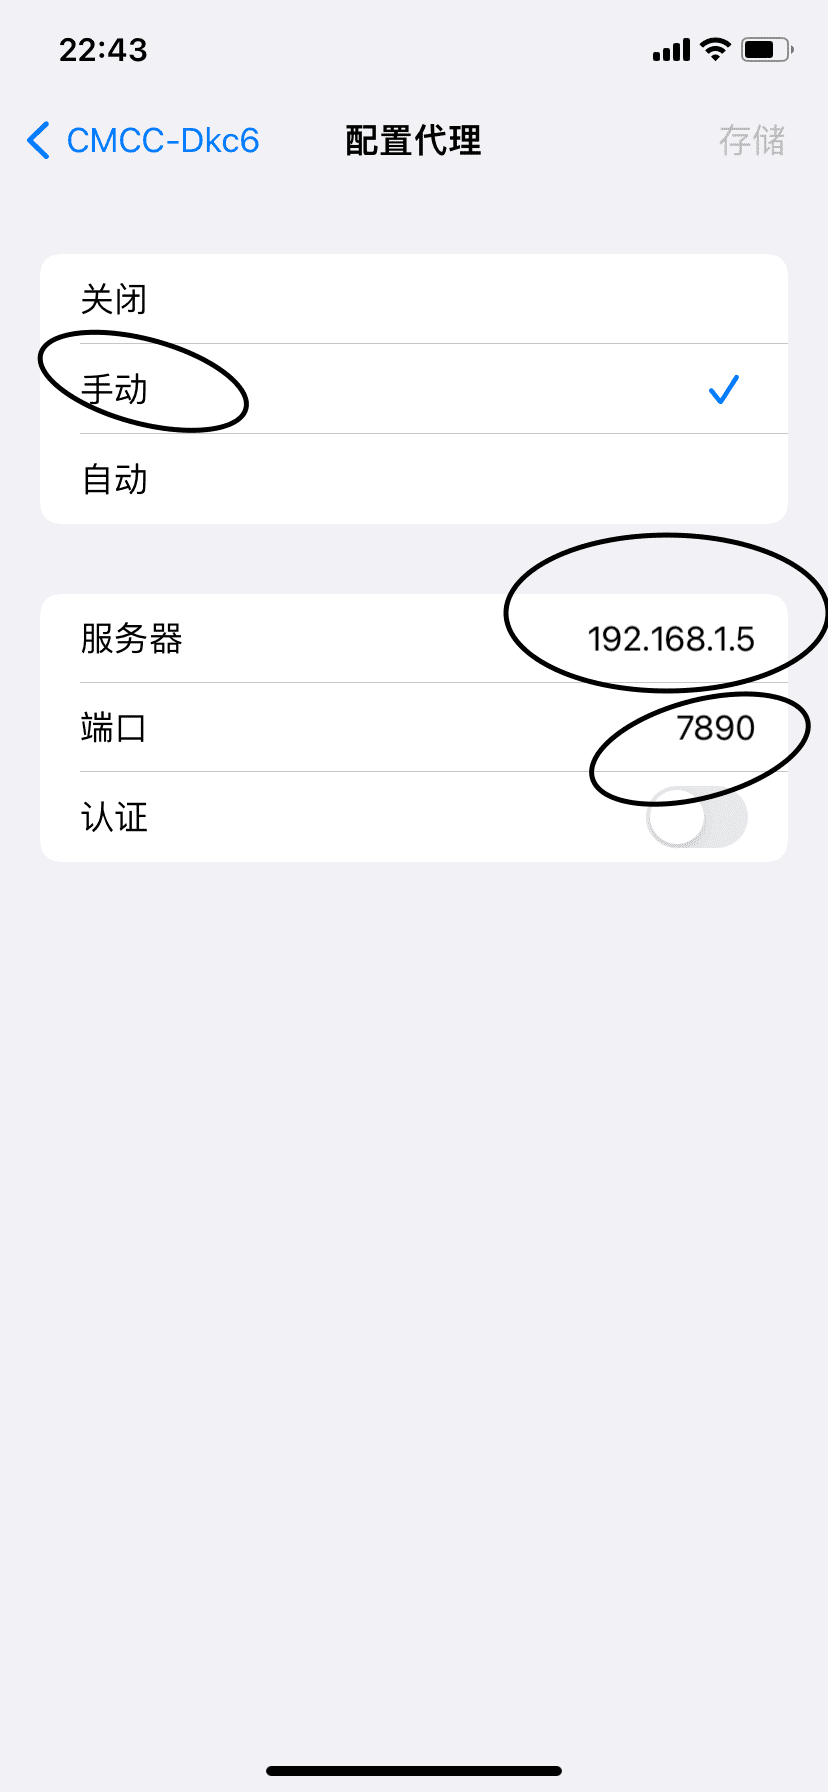 22:43
CMCC-Dkc6 配置代理 存储
关闭
手动
自动
服务器 192.168.1.5
端口 7890
认证